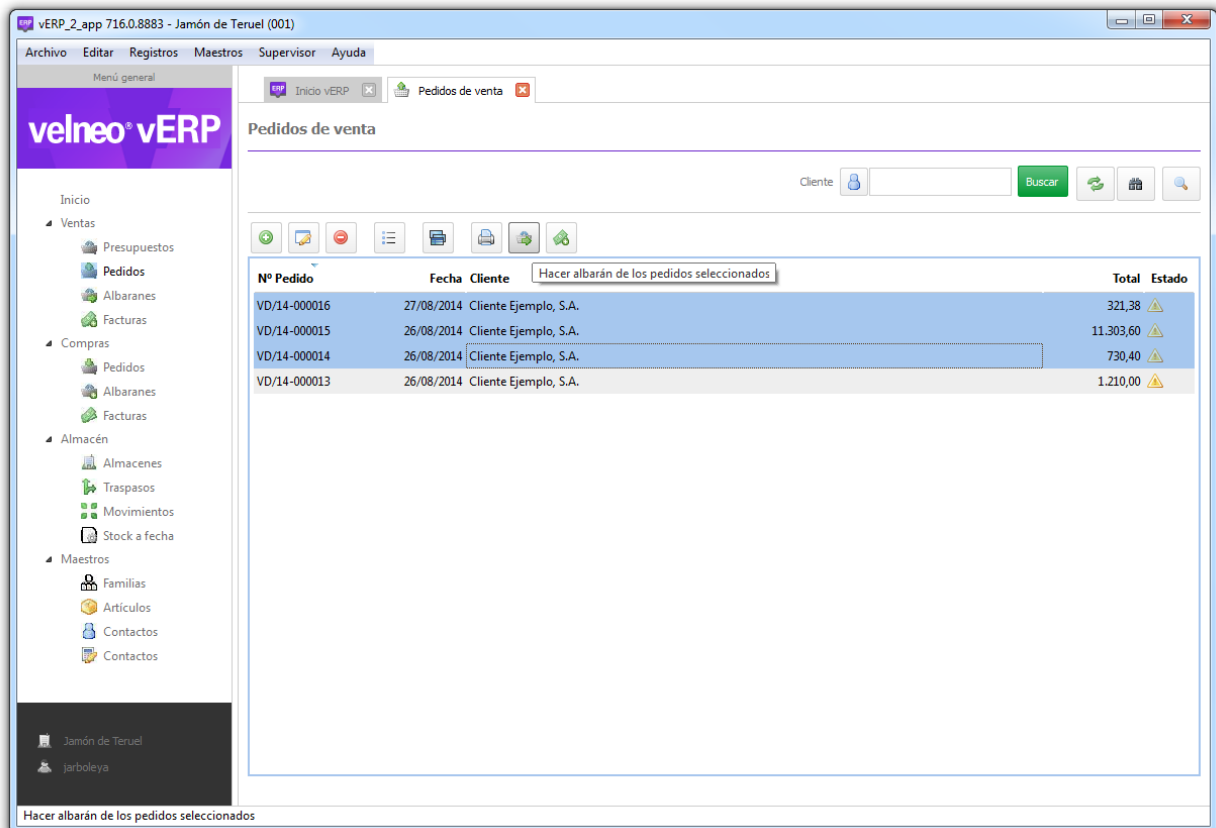 ERP vERP_2_app 716.0.8883 - Jamón de Teruel (001)
Archivo Editar Registros Maestros Supervisor Ayuda
Menú general
velneo® vERP
Inicio
Ventas
Presupuestos
Pedidos
Albaranes
Facturas
Compras
Pedidos
Albaranes
Facturas
Almacén
Almacenes
Traspasos
Movimientos
Stock a fecha
Maestros
Familias
Artículos
Contactos
Contactos
Jamón de Teruel
jarboleya
ERP Inicio vERP Pedidos de venta
Pedidos de venta
Cliente Buscar
Nº Pedido Fecha Cliente Total Estado
Hacer albarán de los pedidos seleccionados
VD/14-000016 27/08/2014 Cliente Ejemplo, S.A. 321,38
VD/14-000015 26/08/2014 Cliente Ejemplo, S.A. 11.303,60
VD/14-000014 26/08/2014 Cliente Ejemplo, S.A. 730,40
VD/14-000013 26/08/2014 Cliente Ejemplo, S.A. 1.210,00
Hacer albarán de los pedidos seleccionados